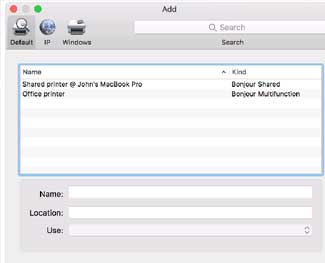 Add
Default IP Windows
Search
Search
Name Kind
Shared printer @ John's MacBook Pro Bonjour Shared
Office printer Bonjour Multifunction
Name:
Location:
Use: